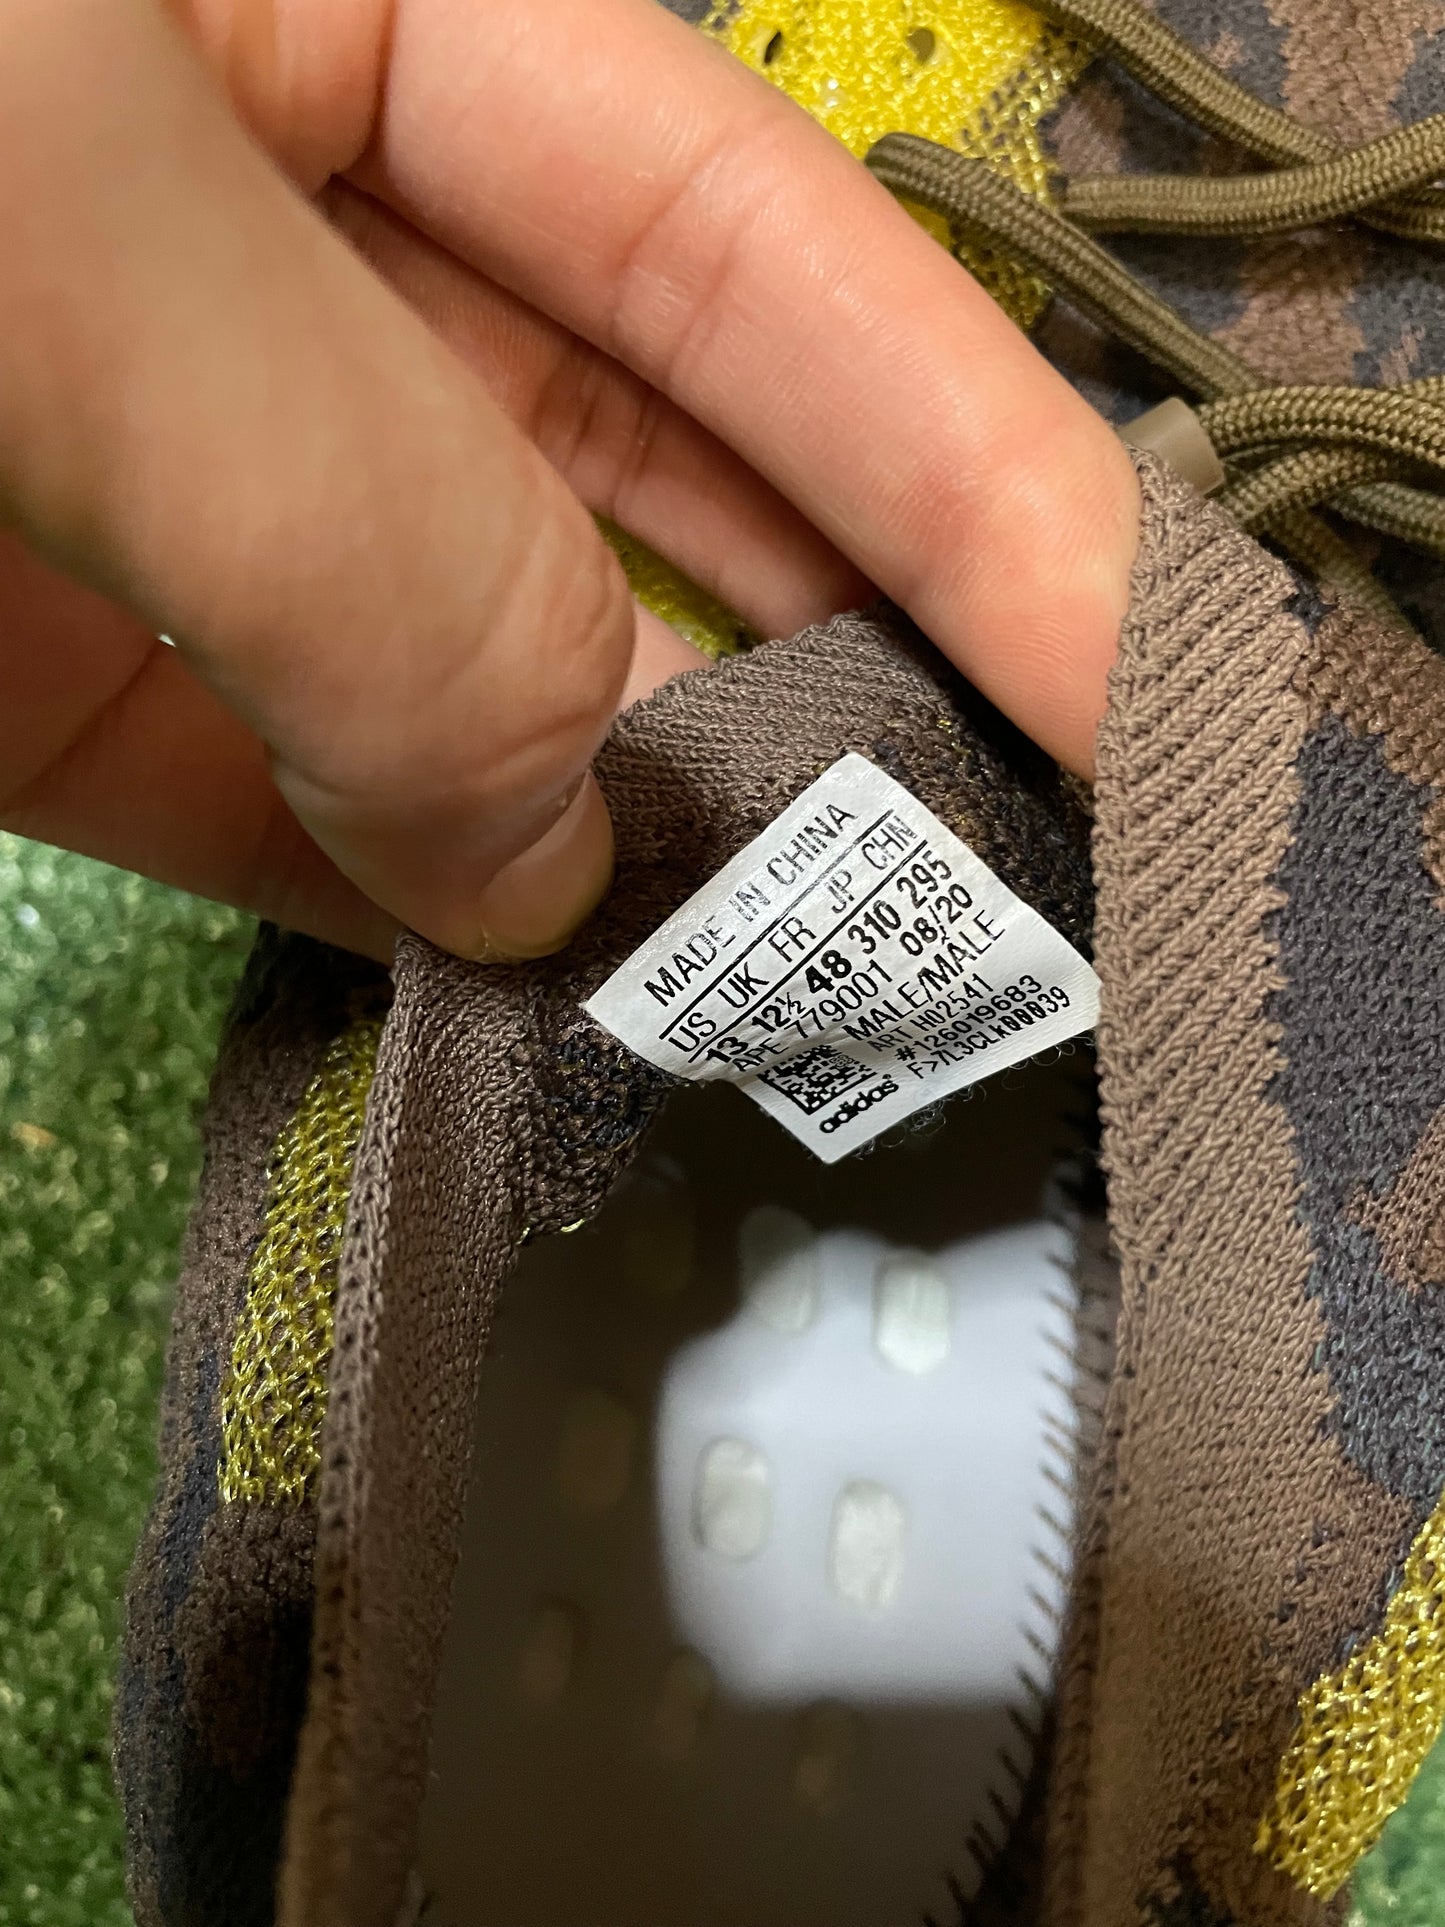 MADE IN CHINA
US UK FR JP CHN
13 12½ 48 310 295
APE 779001 08/20
MALE/MÂLE
ART H02541
#126019683
F>7L3CLK00039
adidas